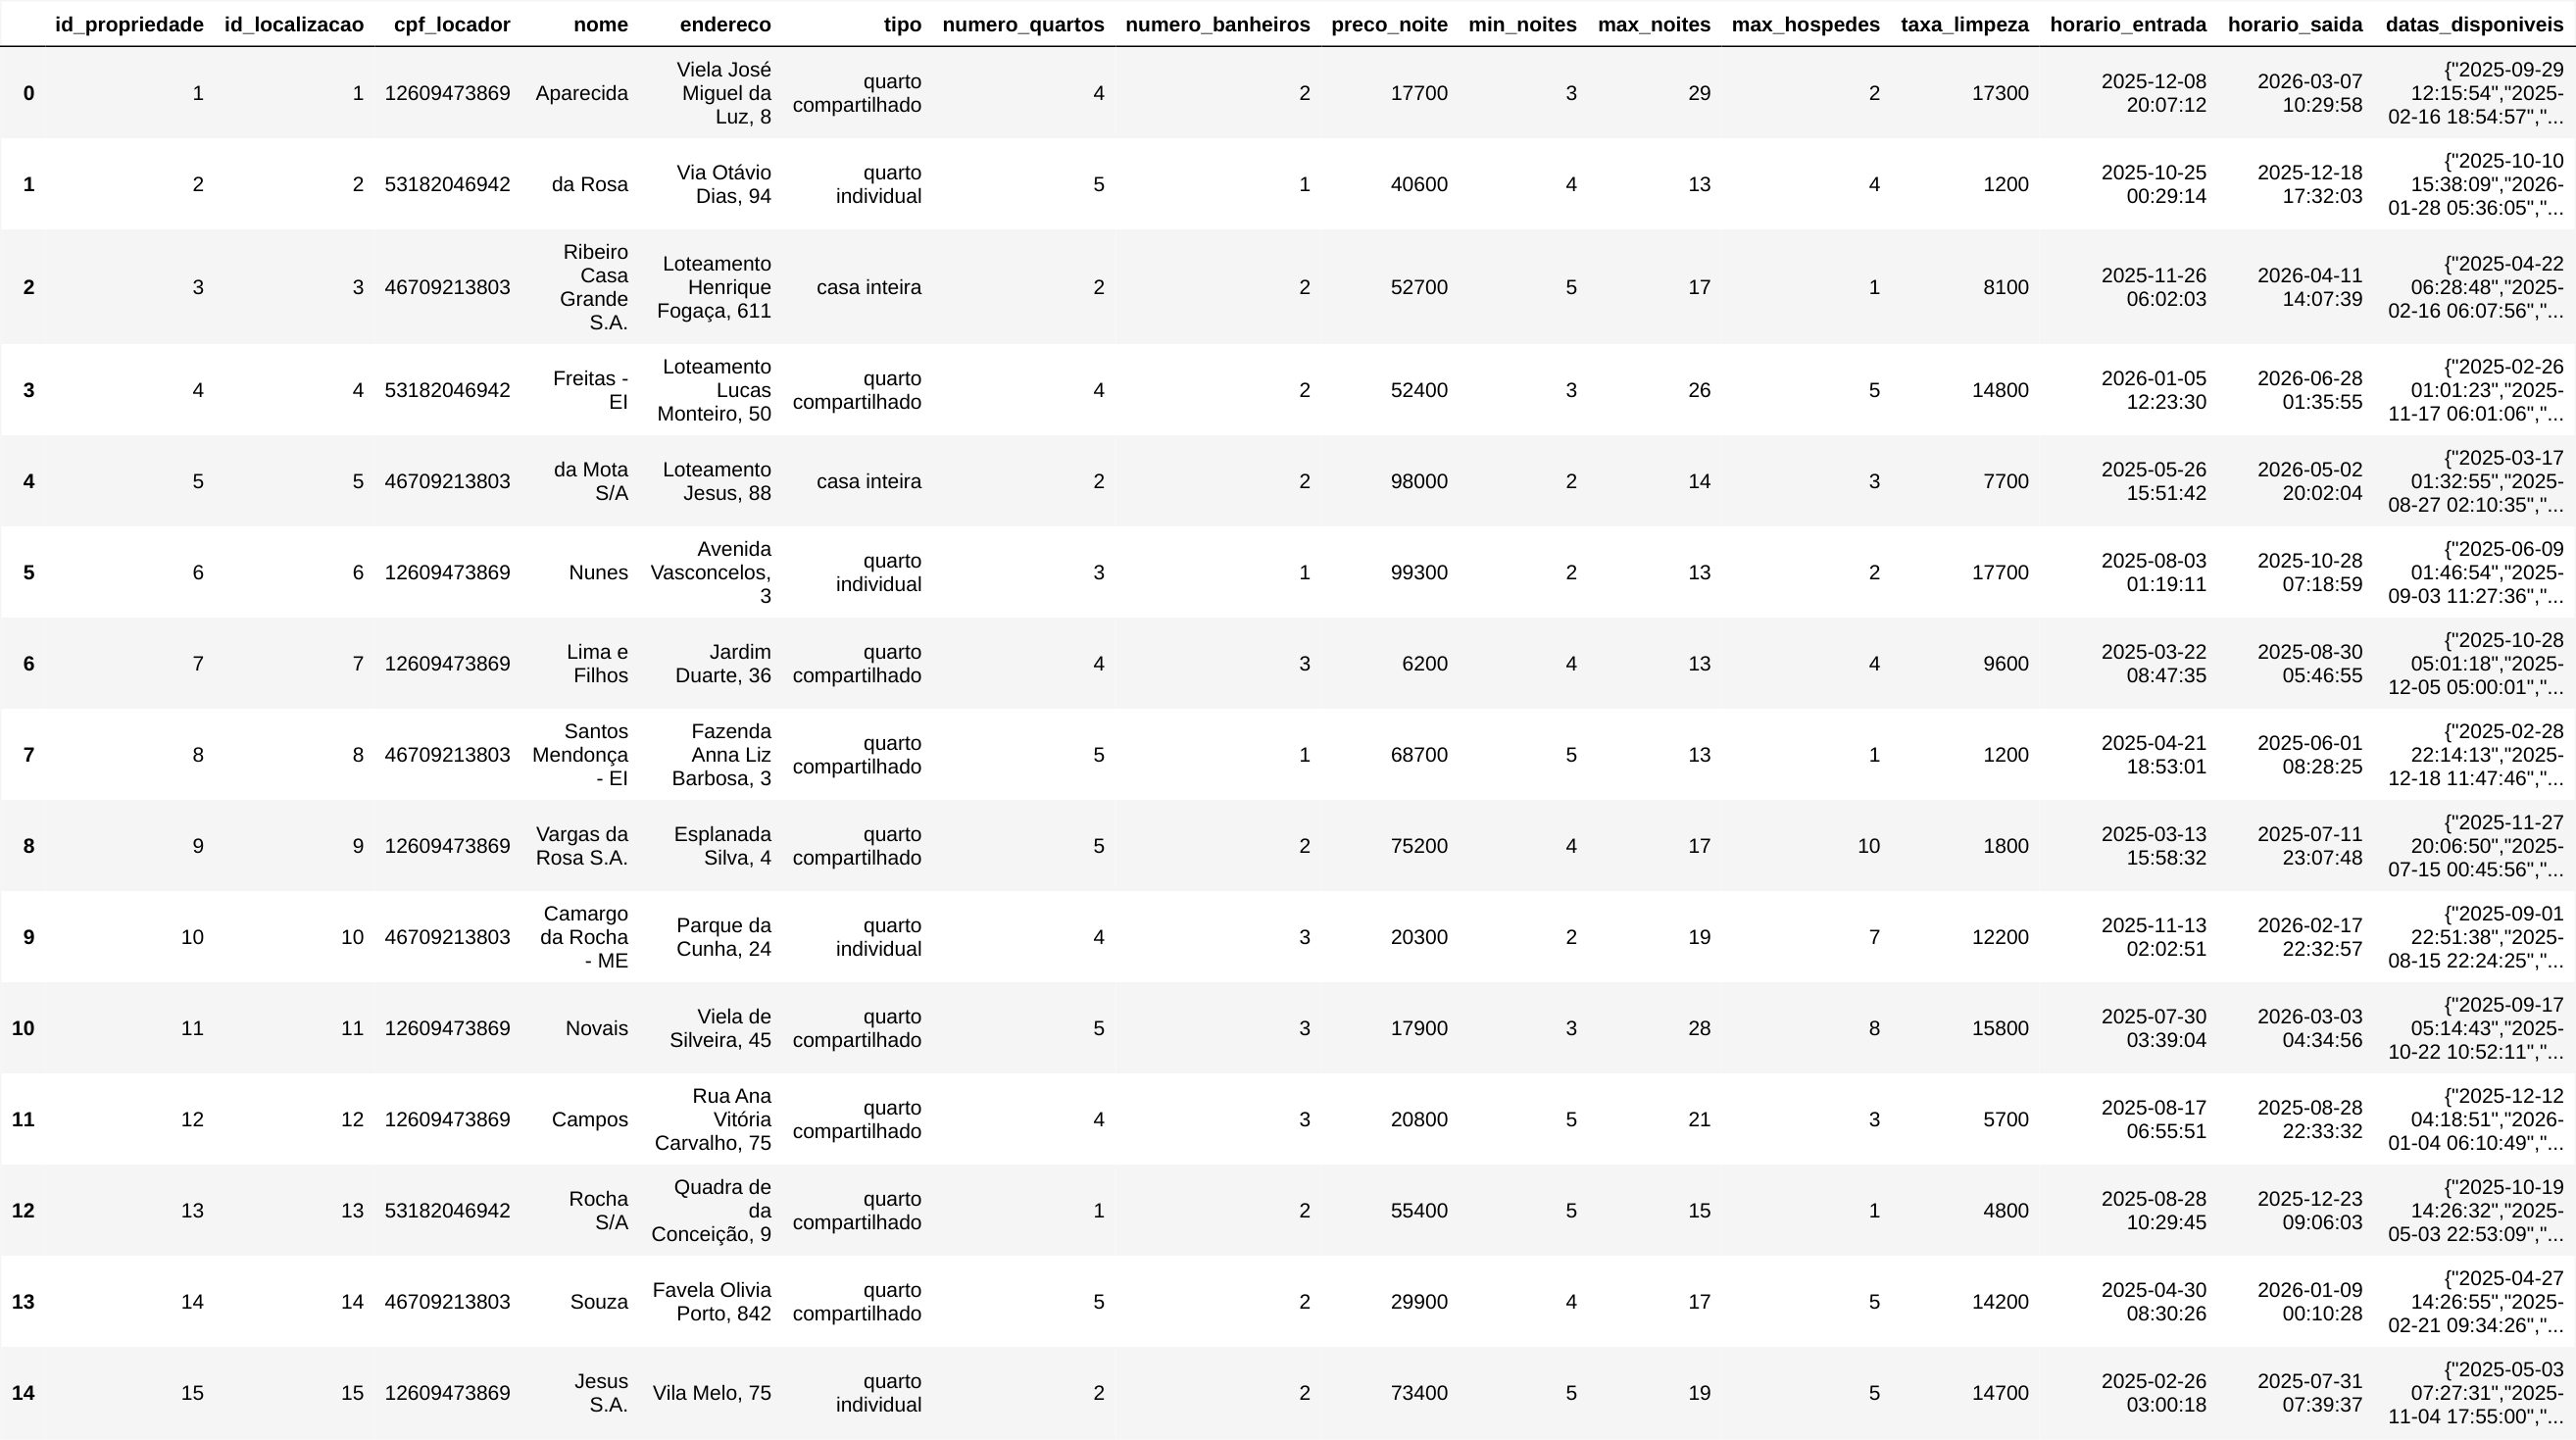 id_propriedade id_localizacao cpf_locador nome endereco tipo numero_quartos numero_banheiros preco_noite min_noites max_noites max_hospedes taxa_limpeza horario_entrada horario_saida datas_disponiveis
0 1 1 12609473869 Aparecida Viela José Miguel da Luz, 8 quarto compartilhado 4 2 17700 3 29 2 17300 2025-12-08 20:07:12 2026-03-07 10:29:58 {"2025-09-29 12:15:54","2025-02-16 18:54:57","...
1 2 2 53182046942 da Rosa Via Otávio Dias, 94 quarto individual 5 1 40600 4 13 4 1200 2025-10-25 00:29:14 2025-12-18 17:32:03 {"2025-10-10 15:38:09","2026-01-28 05:36:05","...
2 3 3 46709213803 Ribeiro Casa Grande S.A. Loteamento Henrique Fogaça, 611 casa inteira 2 2 52700 5 17 1 8100 2025-11-26 06:02:03 2026-04-11 14:07:39 {"2025-04-22 06:28:48","2025-02-16 06:07:56","...
3 4 4 53182046942 Freitas - EI Loteamento Lucas Monteiro, 50 quarto compartilhado 4 2 52400 3 26 5 14800 2026-01-05 12:23:30 2026-06-28 01:35:55 {"2025-02-26 01:01:23","2025-11-17 06:01:06","...
4 5 5 46709213803 da Mota S/A Loteamento Jesus, 88 casa inteira 2 2 98000 2 14 3 7700 2025-05-26 15:51:42 2026-05-02 20:02:04 {"2025-03-17 01:32:55","2025-08-27 02:10:35","...
5 6 6 12609473869 Nunes Avenida Vasconcelos, 3 quarto individual 3 1 99300 2 13 2 17700 2025-08-03 01:19:11 2025-10-28 07:18:59 {"2025-06-09 01:46:54","2025-09-03 11:27:36","...
6 7 7 12609473869 Lima e Filhos Jardim Duarte, 36 quarto compartilhado 4 3 6200 4 13 4 9600 2025-03-22 08:47:35 2025-08-30 05:46:55 {"2025-10-28 05:01:18","2025-12-05 05:00:01","...
7 8 8 46709213803 Santos Mendonça - EI Fazenda Anna Liz Barbosa, 3 quarto compartilhado 5 1 68700 5 13 1 1200 2025-04-21 18:53:01 2025-06-01 08:28:25 {"2025-02-28 22:14:13","2025-12-18 11:47:46","...
8 9 9 12609473869 Vargas da Rosa S.A. Esplanada Silva, 4 quarto compartilhado 5 2 75200 4 17 10 1800 2025-03-13 15:58:32 2025-07-11 23:07:48 {"2025-11-27 20:06:50","2025-07-15 00:45:56","...
9 10 10 46709213803 Camargo da Rocha - ME Parque da Cunha, 24 quarto individual 4 3 20300 2 19 7 12200 2025-11-13 02:02:51 2026-02-17 22:32:57 {"2025-09-01 22:51:38","2025-08-15 22:24:25","...
10 11 11 12609473869 Novais Viela de Silveira, 45 quarto compartilhado 5 3 17900 3 28 8 15800 2025-07-30 03:39:04 2026-03-03 04:34:56 {"2025-09-17 05:14:43","2025-10-22 10:52:11","...
11 12 12 12609473869 Campos Rua Ana Vitória Carvalho, 75 quarto compartilhado 4 3 20800 5 21 3 5700 2025-08-17 06:55:51 2025-08-28 22:33:32 {"2025-12-12 04:18:51","2026-01-04 06:10:49","...
12 13 13 53182046942 Rocha S/A Quadra de da Conceição, 9 quarto compartilhado 1 2 55400 5 15 1 4800 2025-08-28 10:29:45 2025-12-23 09:06:03 {"2025-10-19 14:26:32","2025-05-03 22:53:09","...
13 14 14 46709213803 Souza Favela Olivia Porto, 842 quarto compartilhado 5 2 29900 4 17 5 14200 2025-04-30 08:30:26 2026-01-09 00:10:28 {"2025-04-27 14:26:55","2025-02-21 09:34:26","...
14 15 15 12609473869 Jesus S.A. Vila Melo, 75 quarto individual 2 2 73400 5 19 5 14700 2025-02-26 03:00:18 2025-07-31 07:39:37 {"2025-05-03 07:27:31","2025-11-04 17:55:00","...